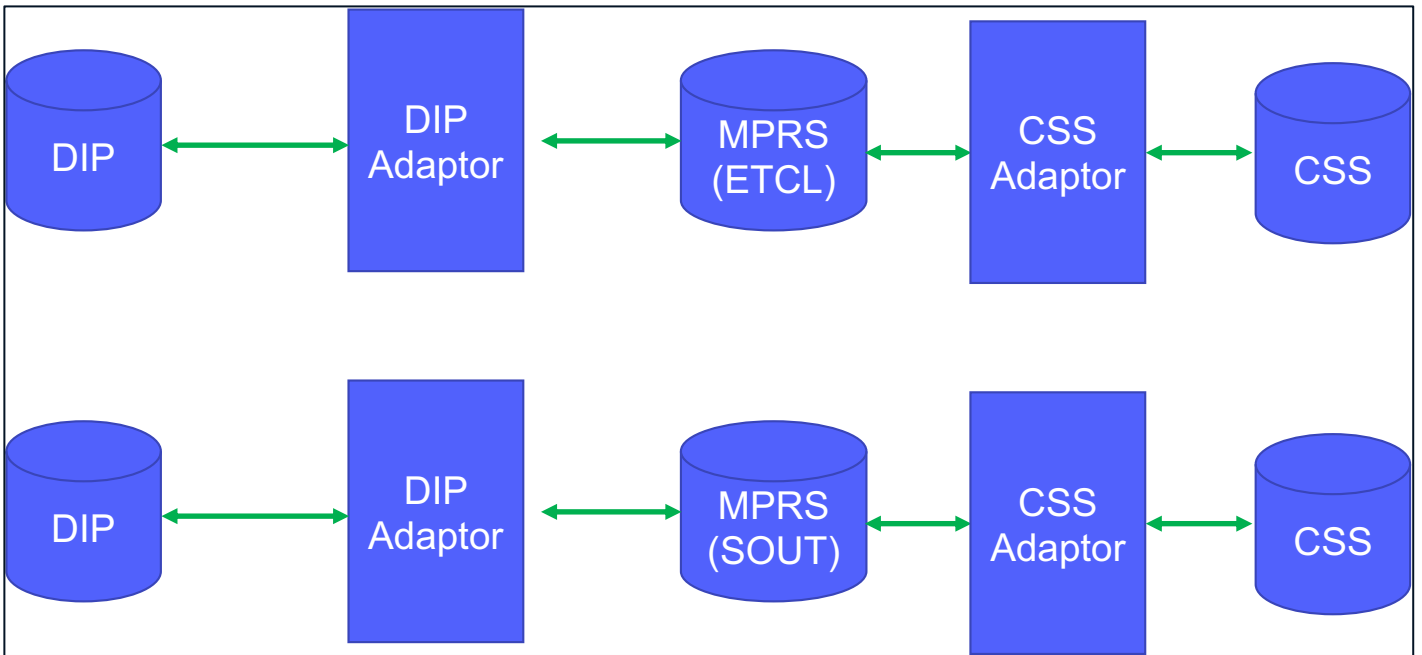 DIP
DIP
Adaptor
MPRS
(ETCL)
CSS
Adaptor
CSS
DIP
DIP
Adaptor
MPRS
(SOUT)
CSS
Adaptor
CSS